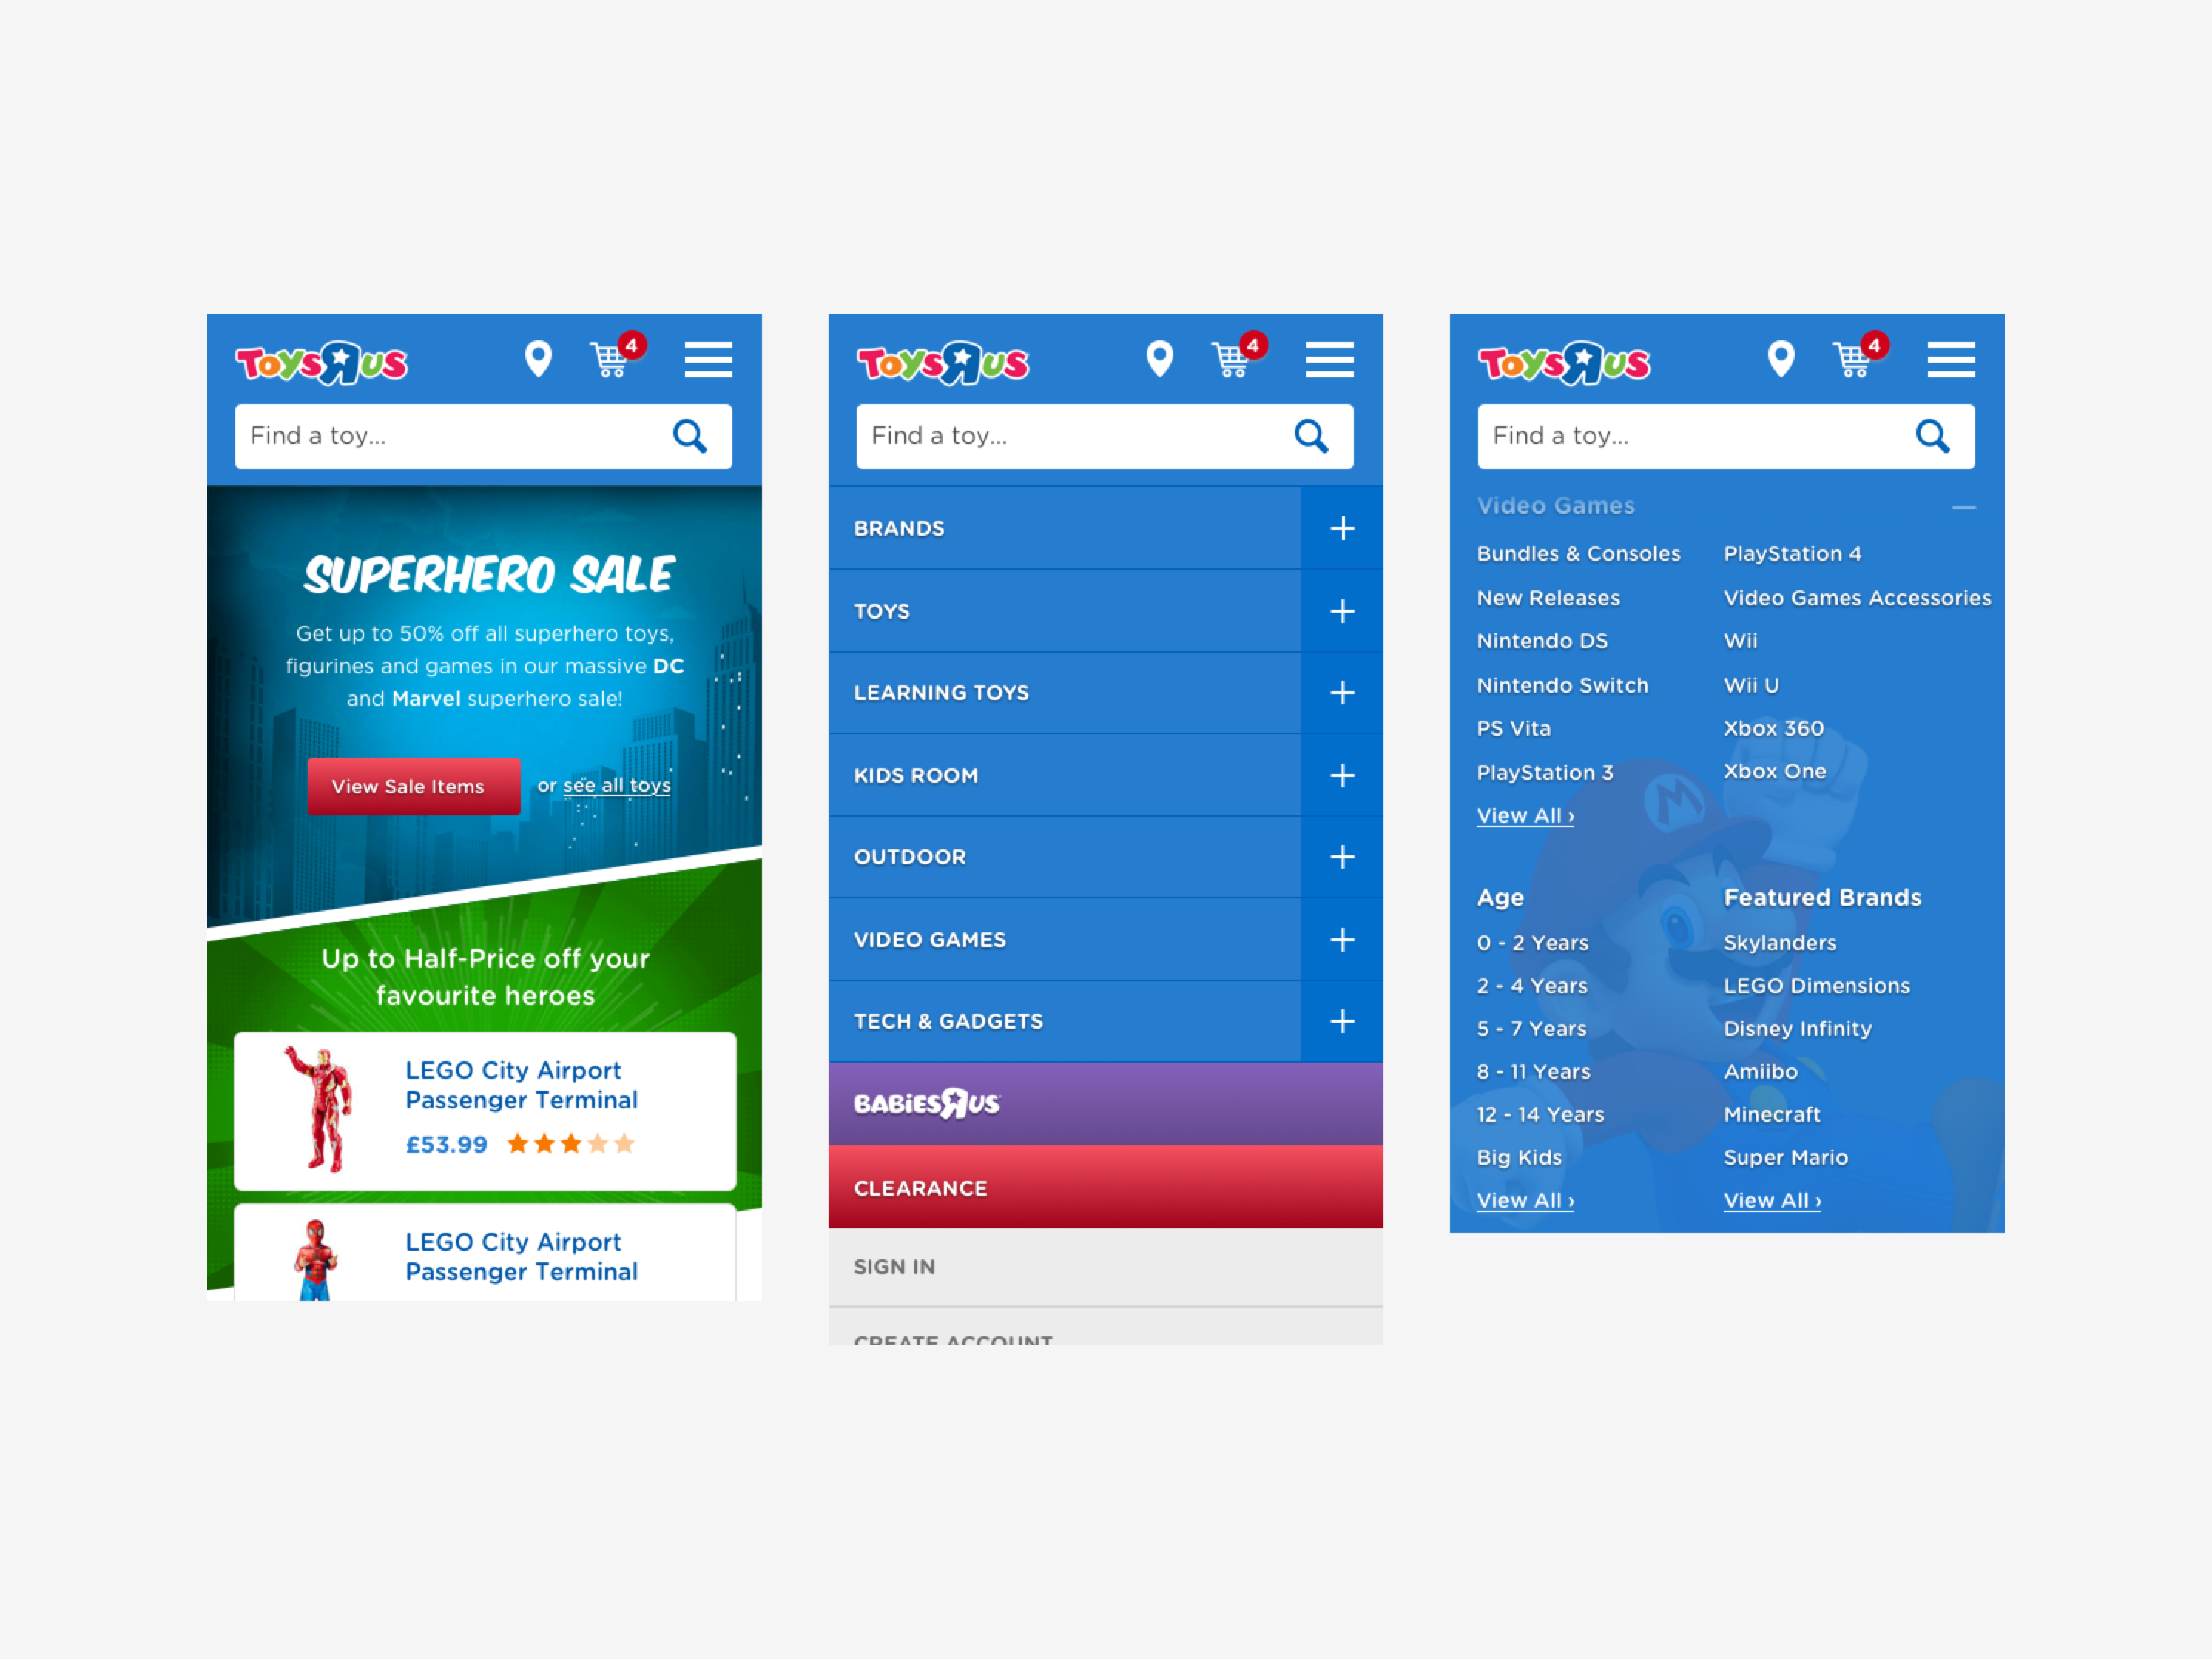 ToysRus
4
Find a toy...
SUPERHERO SALE
Get up to 50% off all superhero toys,
figurines and games in our massive DC
and Marvel superhero sale!
View Sale Items or see all toys
Up to Half-Price off your
favourite heroes
LEGO City Airport
Passenger Terminal
£53.99
LEGO City Airport
Passenger Terminal
ToysRus
4
Find a toy...
BRANDS
TOYS
LEARNING TOYS
KIDS ROOM
OUTDOOR
VIDEO GAMES
TECH & GADGETS
BABiESRUS
CLEARANCE
SIGN IN
CREATE ACCOUNT
ToysRus
4
Find a toy...
Video Games
Bundles & Consoles
New Releases
Nintendo DS
Nintendo Switch
PS Vita
PlayStation 3
View All ›
PlayStation 4
Video Games Accessories
Wii
Wii U
Xbox 360
Xbox One
M
Age
0 - 2 Years
2 - 4 Years
5 - 7 Years
8 - 11 Years
12 - 14 Years
Big Kids
View All ›
Featured Brands
Skylanders
LEGO Dimensions
Disney Infinity
Amiibo
Minecraft
Super Mario
View All ›